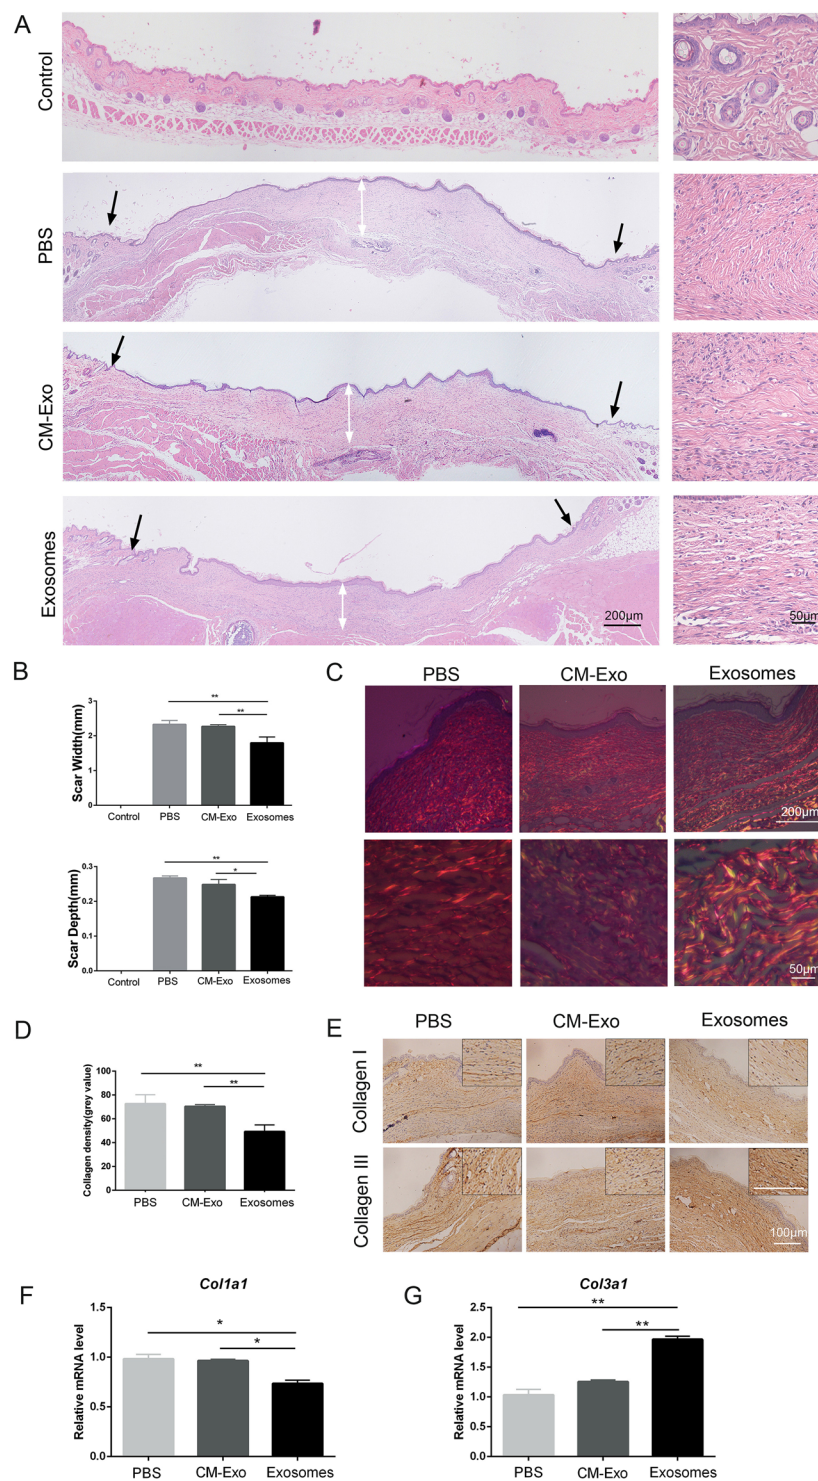 A
Control
PBS
CM-Exo
Exosomes
200μm
50μm
B
Scar Width(mm)
3
2
1
0
**
**
Control
PBS
CM-Exo
Exosomes
Scar Depth(mm)
0.3
0.2
0.1
0.0
**
*
Control
PBS
CM-Exo
Exosomes
C
PBS
CM-Exo
Exosomes
200μm
50μm
D
Collagen density(grey value)
100
80
60
40
20
0
**
**
PBS
CM-Exo
Exosomes
E
PBS
CM-Exo
Exosomes
Collagen I
Collagen III
100μm
F
Col1a1
Relative mRNA level
1.5
1.0
0.5
0.0
*
*
PBS
CM-Exo
Exosomes
G
Col3a1
Relative mRNA level
2.5
2.0
1.5
1.0
0.5
0.0
**
**
PBS
CM-Exo
Exosomes